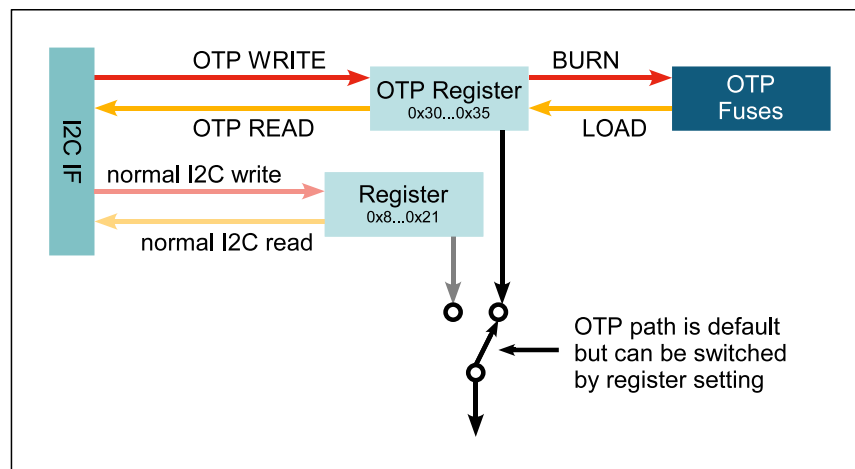 OTP WRITE
BURN
I2C IF
OTP Register
0x30...0x35
OTP
Fuses
OTP READ
LOAD
normal I2C write
Register
0x8...0x21
normal I2C read
OTP path is default
but can be switched
by register setting